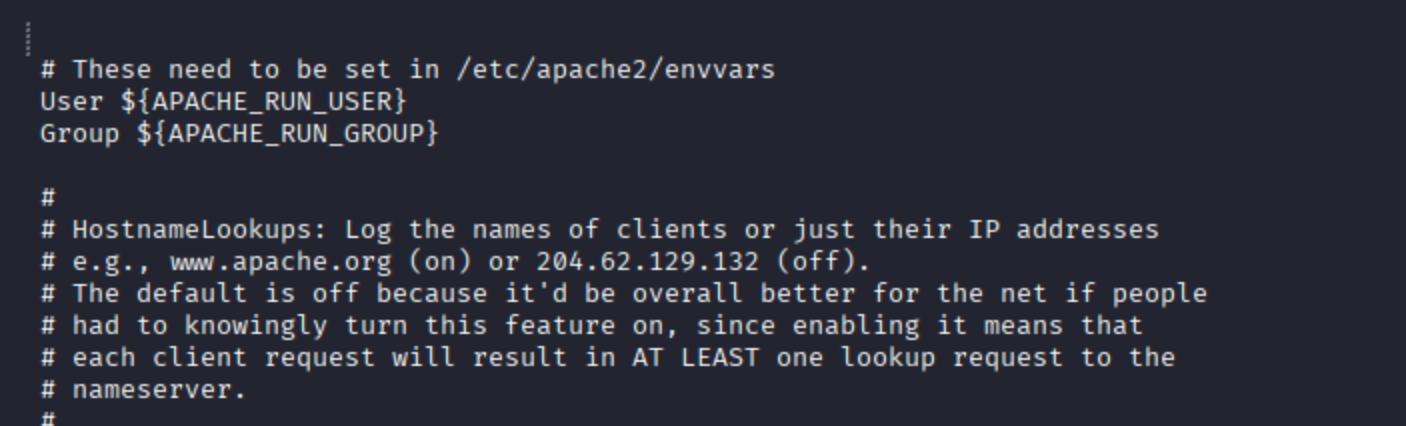 # These need to be set in /etc/apache2/envvars
User ${APACHE_RUN_USER}
Group ${APACHE_RUN_GROUP}
#
# HostnameLookups: Log the names of clients or just their IP addresses
# e.g., www.apache.org (on) or 204.62.129.132 (off).
# The default is off because it'd be overall better for the net if people
# had to knowingly turn this feature on, since enabling it means that
# each client request will result in AT LEAST one lookup request to the
# nameserver.
#